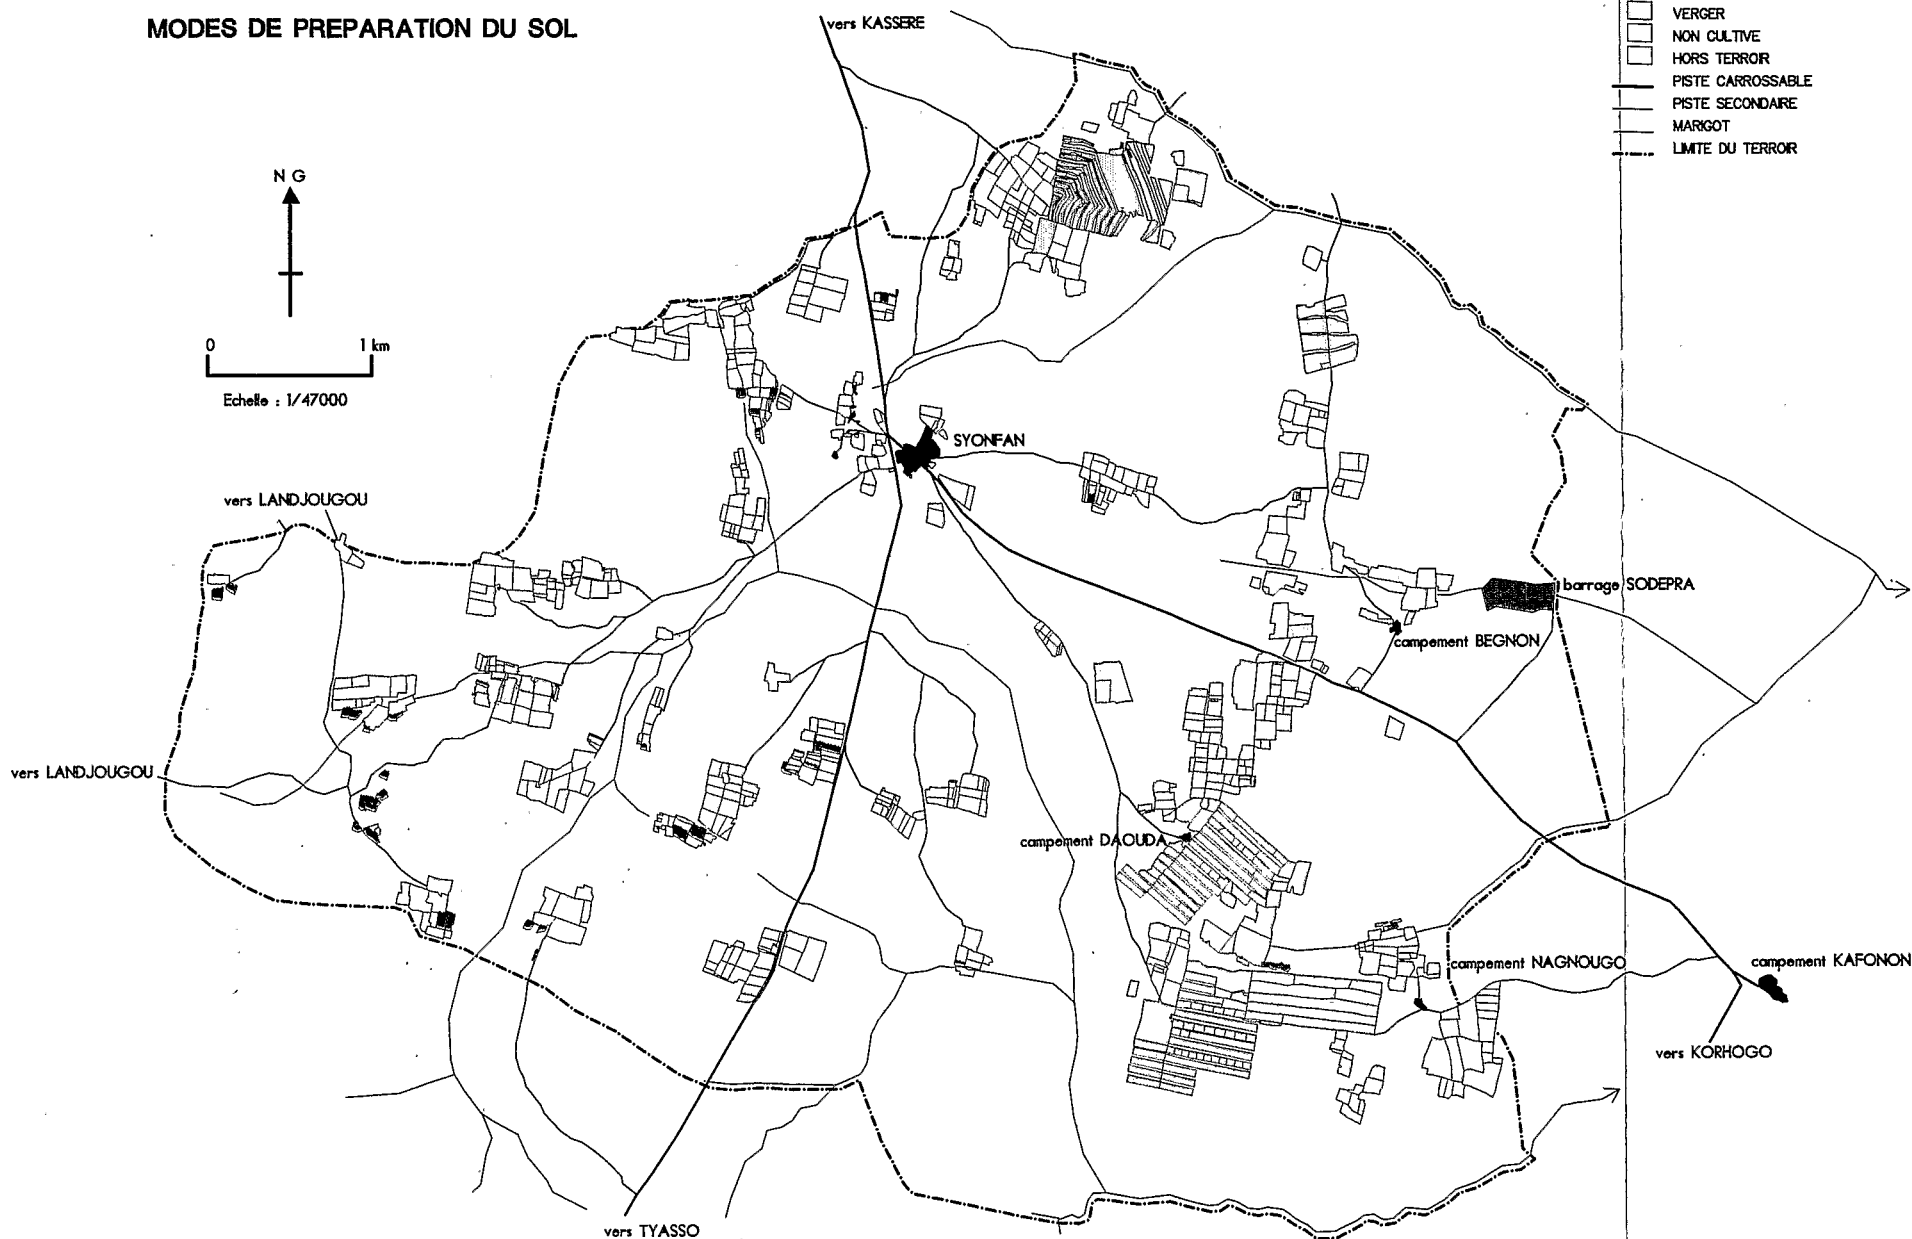 MODES DE PREPARATION DU SOL
vers KASSERE
VERGER
NON CULTIVE
HORS TERROIR
PISTE CARROSSABLE
PISTE SECONDAIRE
MARIGOT
LIMITE DU TERROIR
N G
0 1 km
Echelle : 1/47000
SYONFAN
vers LANDJOUGOU
barrage SODEPRA
campement BEGNON
vers LANDJOUGOU
campement DAOUDA
campement NAGNOUGO
campement KAFONON
vers KORHOGO
vers TYASSO